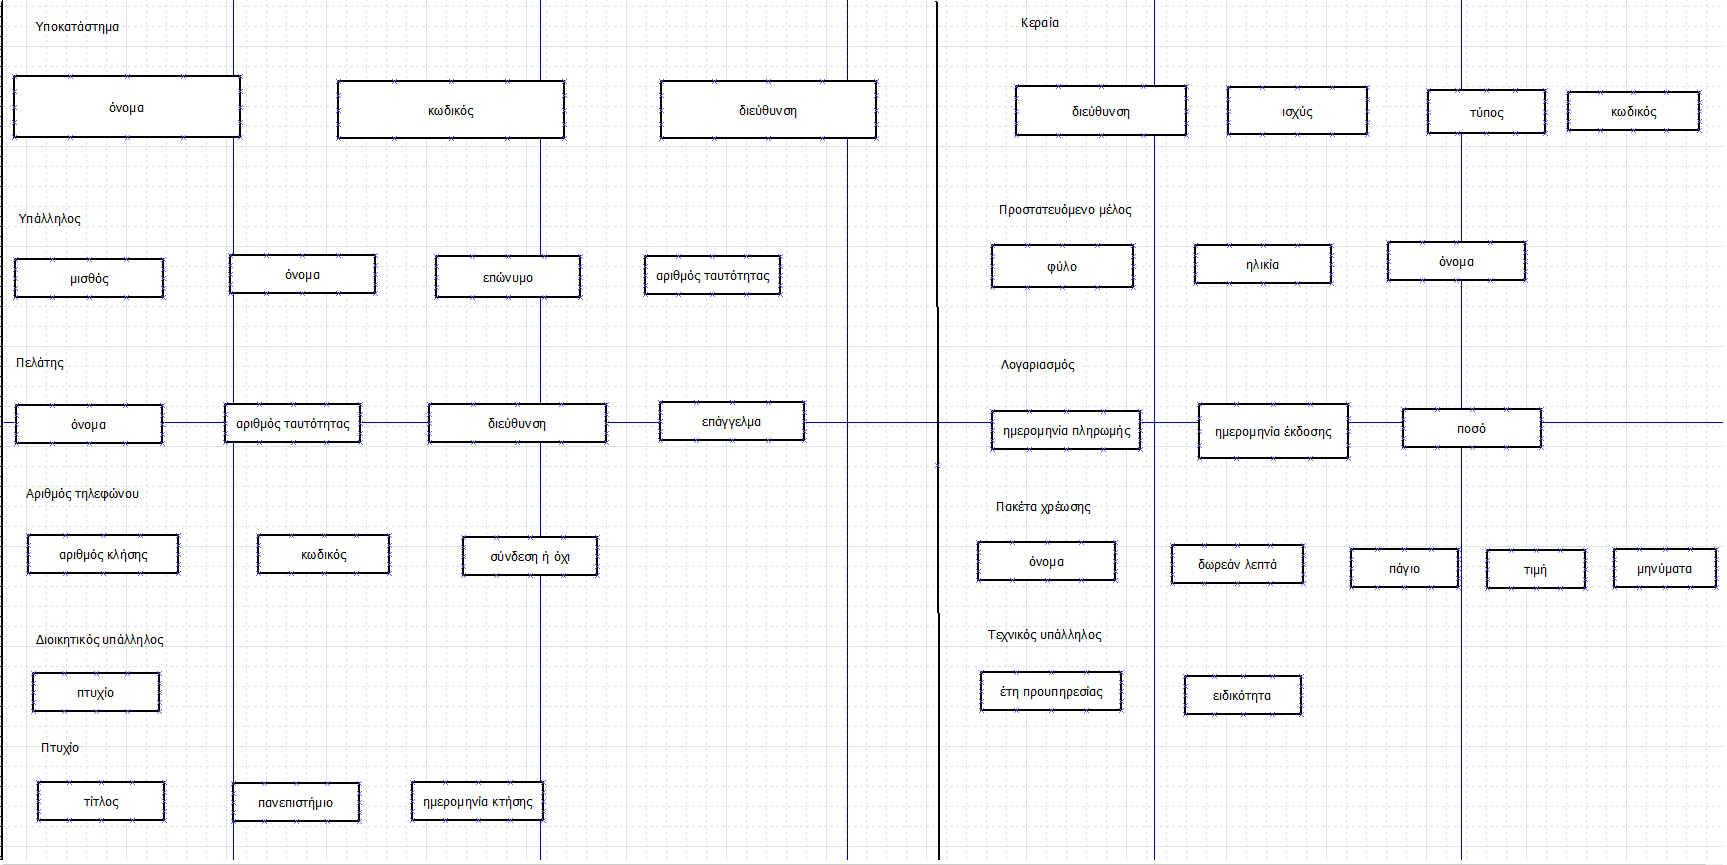 Υποκατάστημα
όνομα
κωδικός
διεύθυνση
Υπάλληλος
μισθός
όνομα
επώνυμο
αριθμός ταυτότητας
Πελάτης
όνομα
αριθμός ταυτότητας
διεύθυνση
επάγγελμα
Αριθμός τηλεφώνου
αριθμός κλήσης
κωδικός
σύνδεση ή όχι
Διοικητικός υπάλληλος
πτυχίο
Πτυχίο
τίτλος
πανεπιστήμιο
ημερομηνία κτήσης
Κεραία
διεύθυνση
ισχύς
τύπος
κωδικός
Προστατευόμενο μέλος
φύλο
ηλικία
όνομα
Λογαριασμός
ημερομηνία πληρωμής
ημερομηνία έκδοσης
ποσό
Πακέτα χρέωσης
όνομα
δωρεάν λεπτά
πάγιο
τιμή
μηνύματα
Τεχνικός υπάλληλος
έτη προυπηρεσίας
ειδικότητα